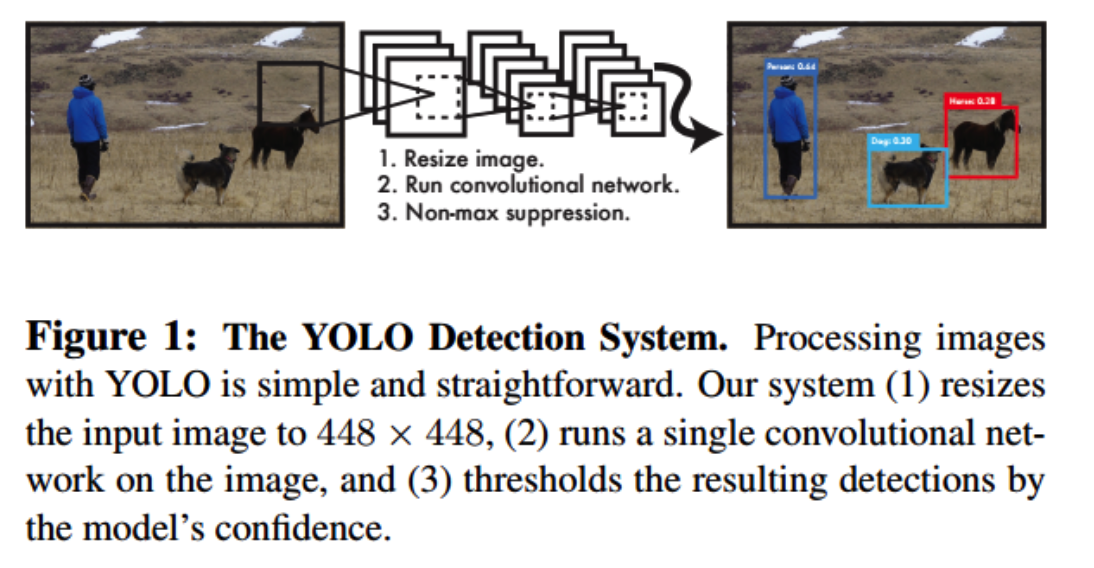 Person: 0.64
Horse: 0.28
Dog: 0.30
1. Resize image.
2. Run convolutional network.
3. Non-max suppression.
Figure 1: The YOLO Detection System. Processing images
with YOLO is simple and straightforward. Our system (1) resizes
the input image to 448 × 448, (2) runs a single convolutional net-
work on the image, and (3) thresholds the resulting detections by
the model’s confidence.